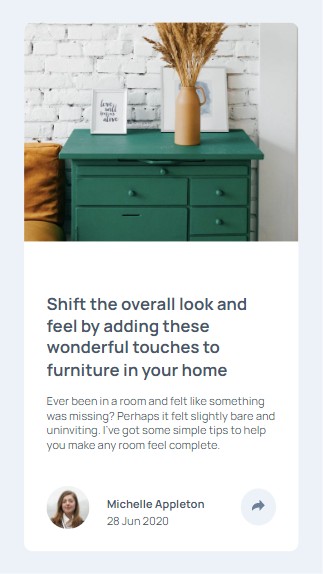 love
Shift the overall look and
feel by adding these
wonderful touches to
furniture in your home
Ever been in a room and felt like something
was missing? Perhaps it felt slightly bare and
uninviting. I've got some simple tips to help
you make any room feel complete.
Michelle Appleton
28 Jun 2020